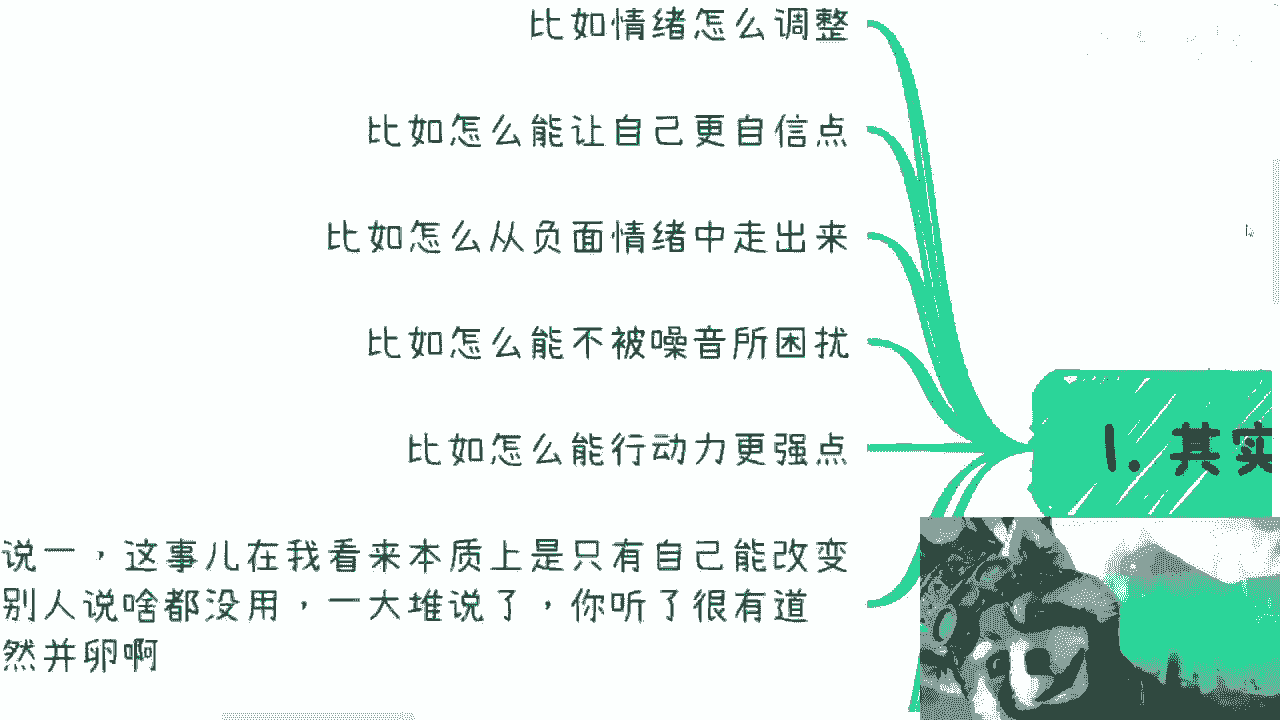 比如情绪怎么调整
比如怎么能让自己更自信点
比如怎么从负面情绪中走出来
比如怎么能不被噪音所困扰
比如怎么能行动力更强点
1. 其实
说一，这事儿在我看来本质上是只有自己能改变
别人说啥都没用，一大堆说了，你听了很有道
然并卵啊